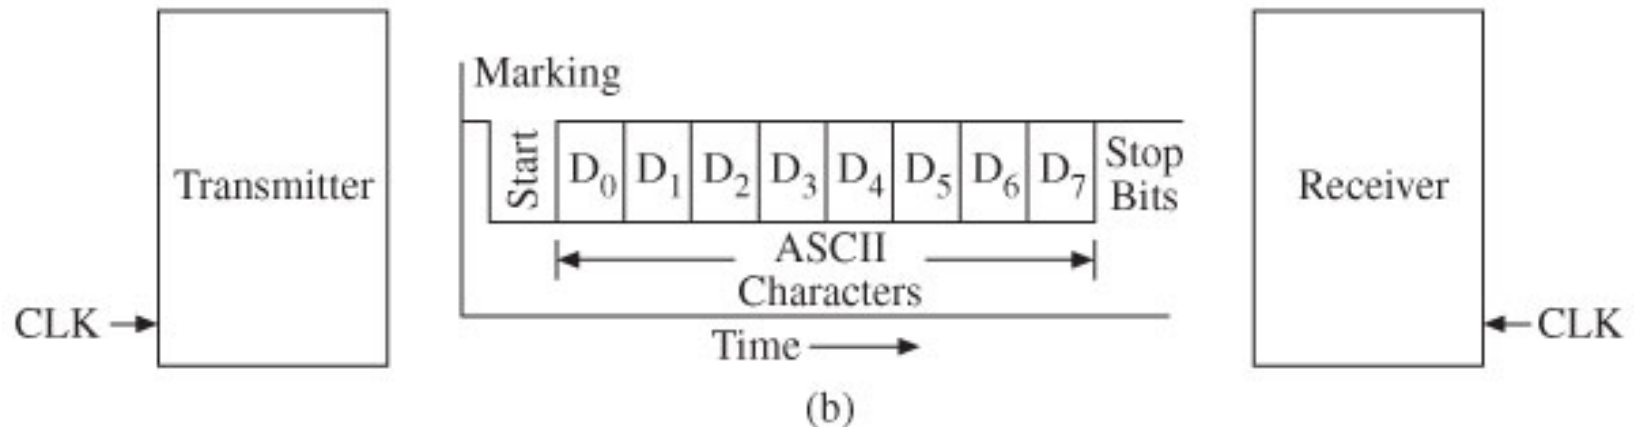 Marking
Transmitter
Start
D₀ D₁ D₂ D₃ D₄ D₅ D₆ D₇
Stop
Bits
Receiver
ASCII
Characters
CLK
CLK
Time
(b)